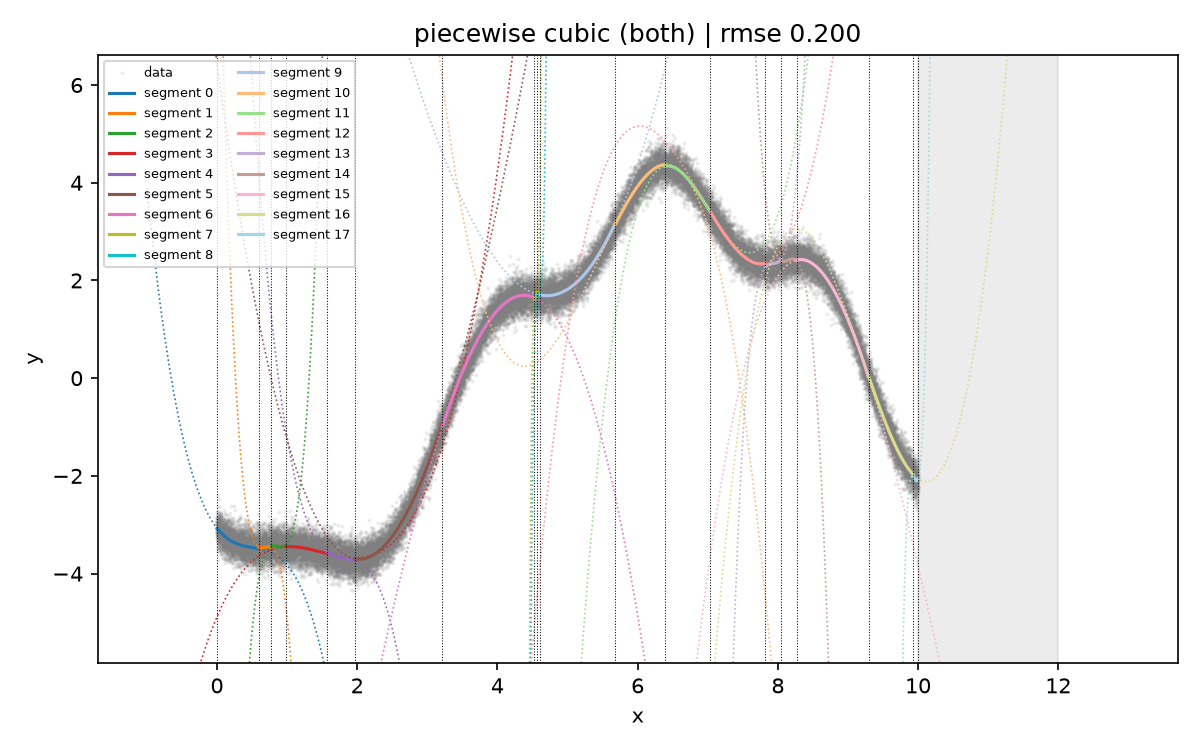 piecewise cubic (both) | rmse 0.200
data
segment 0
segment 1
segment 2
segment 3
segment 4
segment 5
segment 6
segment 7
segment 8
segment 9
segment 10
segment 11
segment 12
segment 13
segment 14
segment 15
segment 16
segment 17
6
4
2
0
−2
−4
y
0 2 4 6 8 10 12
x